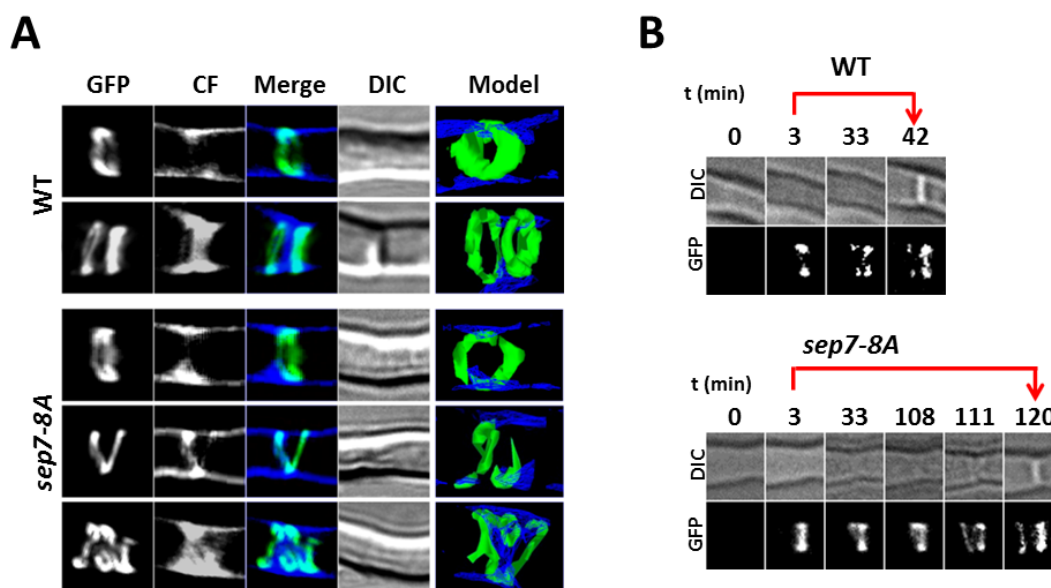 A
GFP CF Merge DIC Model
WT
sep7-8A
B
WT
t (min)
0 3 33 42
DIC
GFP
sep7-8A
t (min)
0 3 33 108 111 120
DIC
GFP